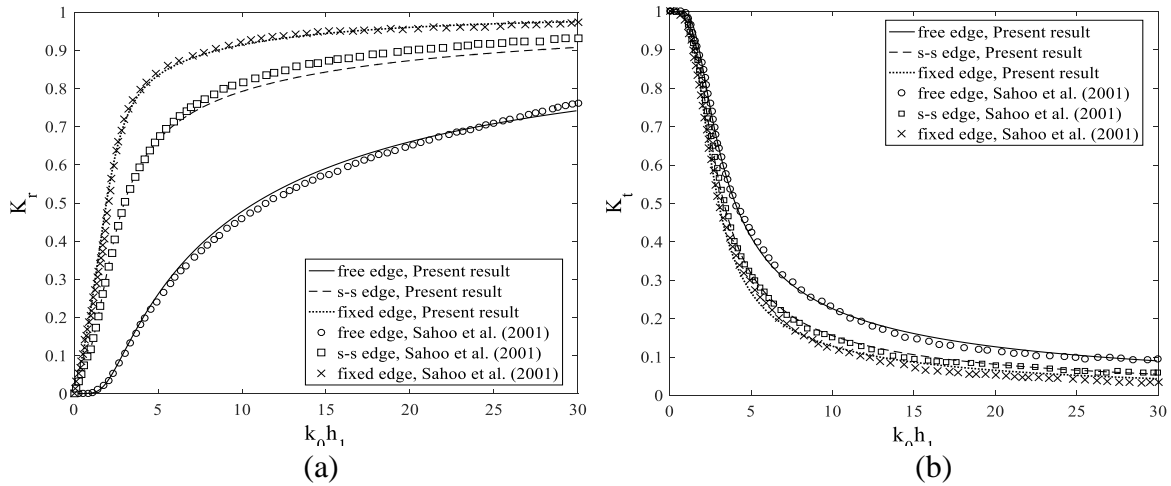 1
0.9
0.8
0.7
0.6
0.5
0.4
0.3
0.2
0.1
0
K_r
0 5 10 15 20 25 30
k_0h_1
free edge, Present result
s-s edge, Present result
fixed edge, Present result
free edge, Sahoo et al. (2001)
s-s edge, Sahoo et al. (2001)
fixed edge, Sahoo et al. (2001)
(a)
1
0.9
0.8
0.7
0.6
0.5
0.4
0.3
0.2
0.1
0
K_t
0 5 10 15 20 25 30
k_0h_1
free edge, Present result
s-s edge, Present result
fixed edge, Present result
free edge, Sahoo et al. (2001)
s-s edge, Sahoo et al. (2001)
fixed edge, Sahoo et al. (2001)
(b)